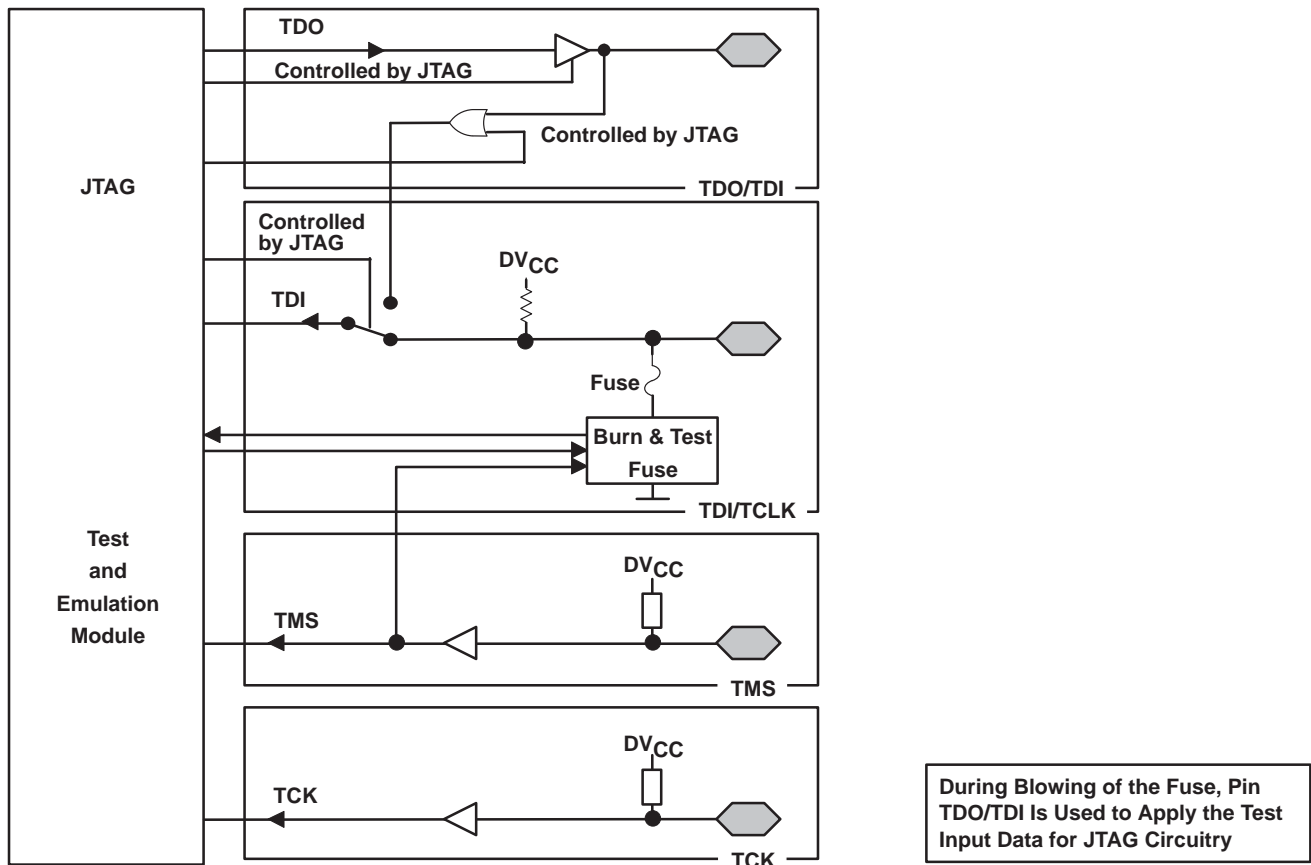 TDO
Controlled by JTAG
Controlled by JTAG
JTAG
TDO/TDI
Controlled
by JTAG
DVCC
TDI
Fuse
Burn & Test
Fuse
TDI/TCLK
Test
and
Emulation
Module
DVCC
TMS
TMS
DVCC
TCK
TCK
During Blowing of the Fuse, Pin
TDO/TDI Is Used to Apply the Test
Input Data for JTAG Circuitry